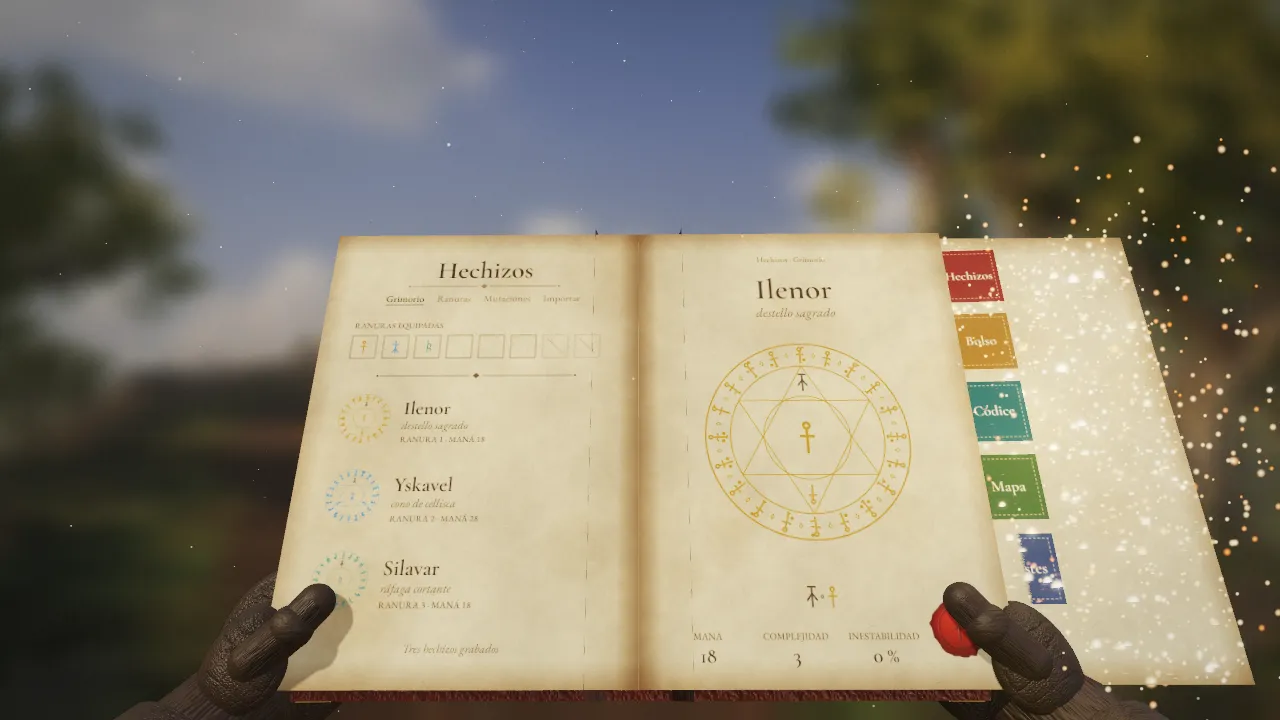 Hechizos
Grimorio Ranuras Mutaciones Importar
RANURAS EQUIPADAS
Ilenor
destello sagrado
RANURA 1 · MANÁ 18
Yskavel
cono de cellisca
RANURA 2 · MANÁ 28
Silavar
ráfaga cortante
RANURA 3 · MANÁ 18
Tres hechizos grabados
Hechizos · Grimorio
Ilenor
destello sagrado
MANÁ COMPLEJIDAD INESTABILIDAD
18 3 0 %
Hechizos
Bolso
Códice
Mapa